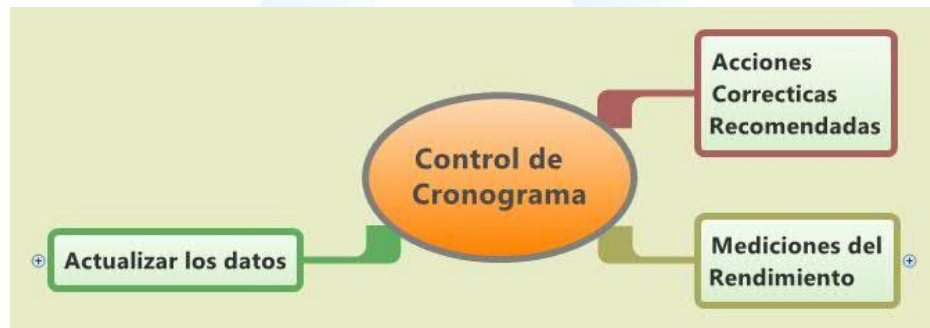 Acciones
Correcticas
Recomendadas
Control de
Cronograma
Actualizar los datos
Mediciones del
Rendimiento